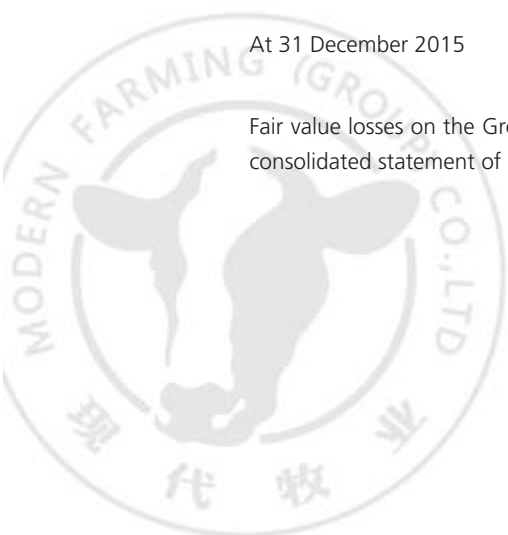 At 31 December 2015
Fair value losses on the Gro
consolidated statement of
MODERN FARMING (GROUP) CO.,LTD
现代牧业